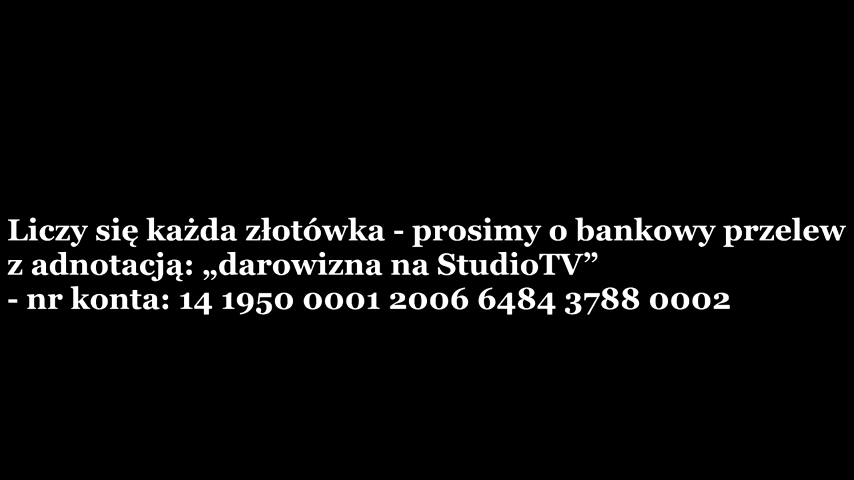 Liczy się każda złotówka - prosimy o bankowy przelew
z adnotacją: „darowizna na StudioTV”
- nr konta: 14 1950 0001 2006 6484 3788 0002